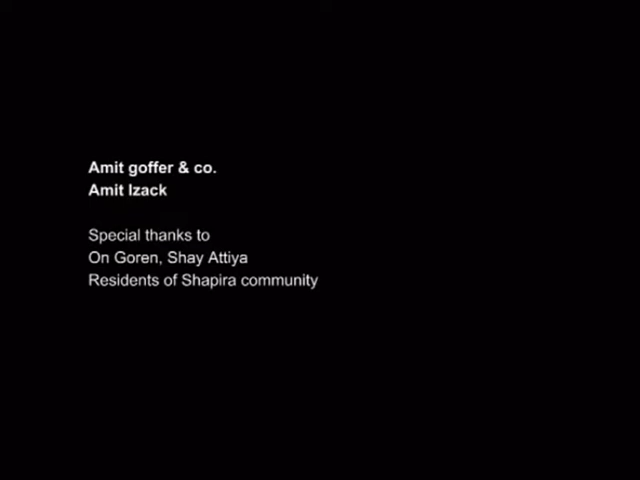 Amit goffer & co.
Amit Izack
Special thanks to
On Goren, Shay Attiya
Residents of Shapira community